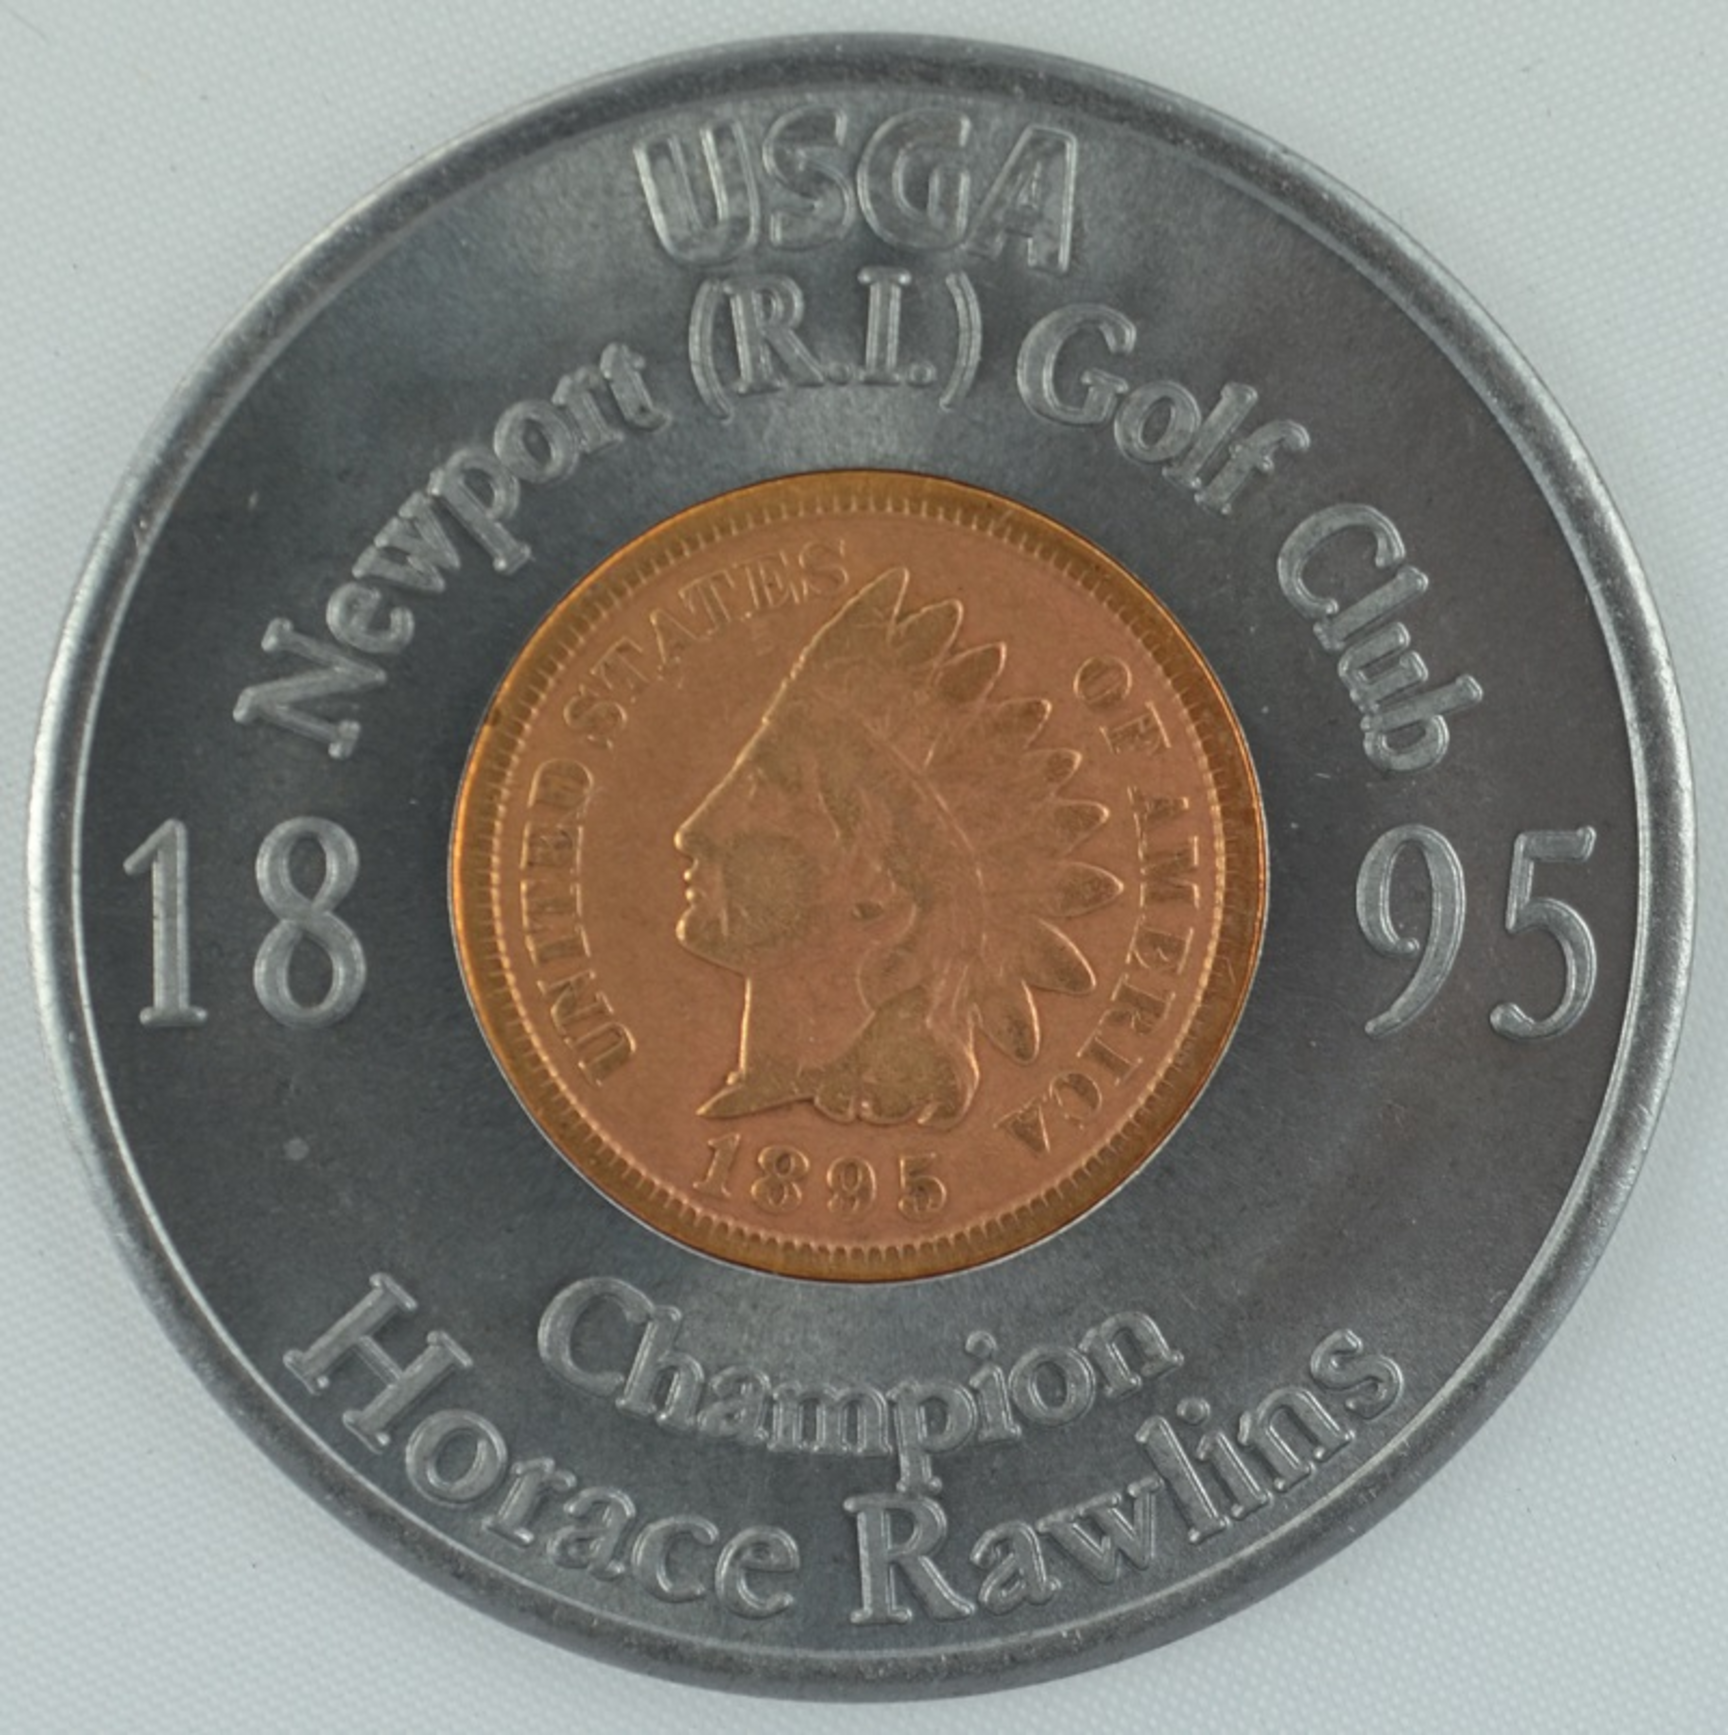 USGA
Newport (R.I.) Golf Club
18 95
UNITED STATES OF AMERICA
1895
Champion
Horace Rawlins